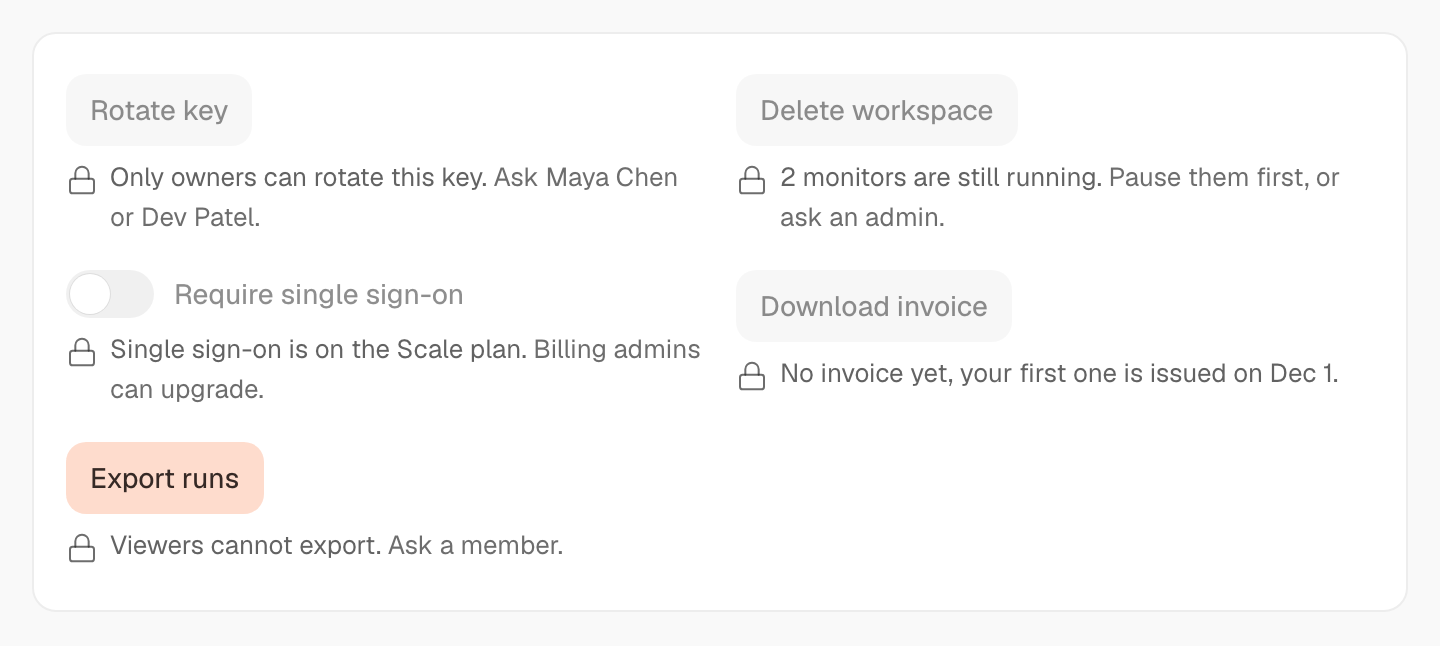 Rotate key
Only owners can rotate this key. Ask Maya Chen
or Dev Patel.
Delete workspace
2 monitors are still running. Pause them first, or
ask an admin.
Require single sign-on
Single sign-on is on the Scale plan. Billing admins
can upgrade.
Download invoice
No invoice yet, your first one is issued on Dec 1.
Export runs
Viewers cannot export. Ask a member.